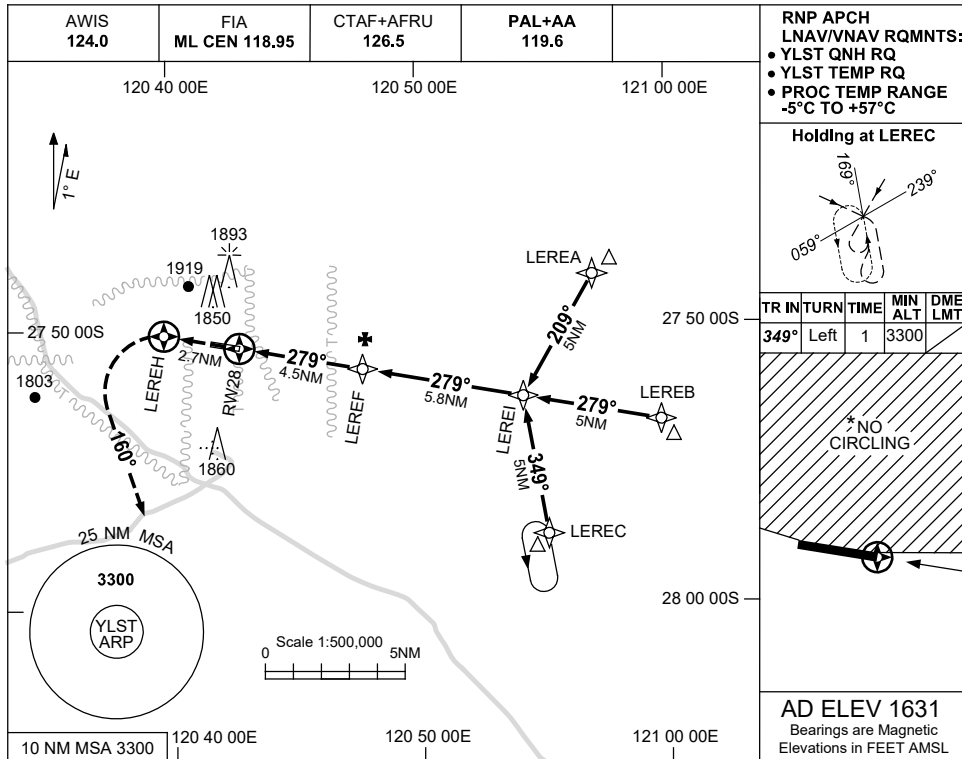 AWIS
124.0
FIA
ML CEN 118.95
CTAF+AFRU
126.5
PAL+AA
119.6
RNP APCH
LNAV/VNAV RQMNTS:
• YLST QNH RQ
• YLST TEMP RQ
• PROC TEMP RANGE
-5°C TO +57°C
120 40 00E
120 50 00E
121 00 00E
1° E
Holding at LEREC
169°
239°
059°
1893
1919
1850
LEREA
209°
5NM
27 50 00S
27 50 00S
TR IN
TURN
TIME
MIN
ALT
DME
LMT
349°
Left
1
3300
2.7NM
279°
4.5NM
279°
5.8NM
279°
5NM
LEREB
LEREH
RW28
LEREF
LEREI
1803
1860
160°
349°
5NM
LEREC
*NO
CIRCLING
25 NM MSA
3300
YLST
ARP
28 00 00S
Scale 1:500,000
0
5NM
10 NM MSA 3300
120 40 00E
120 50 00E
121 00 00E
AD ELEV 1631
Bearings are Magnetic
Elevations in FEET AMSL